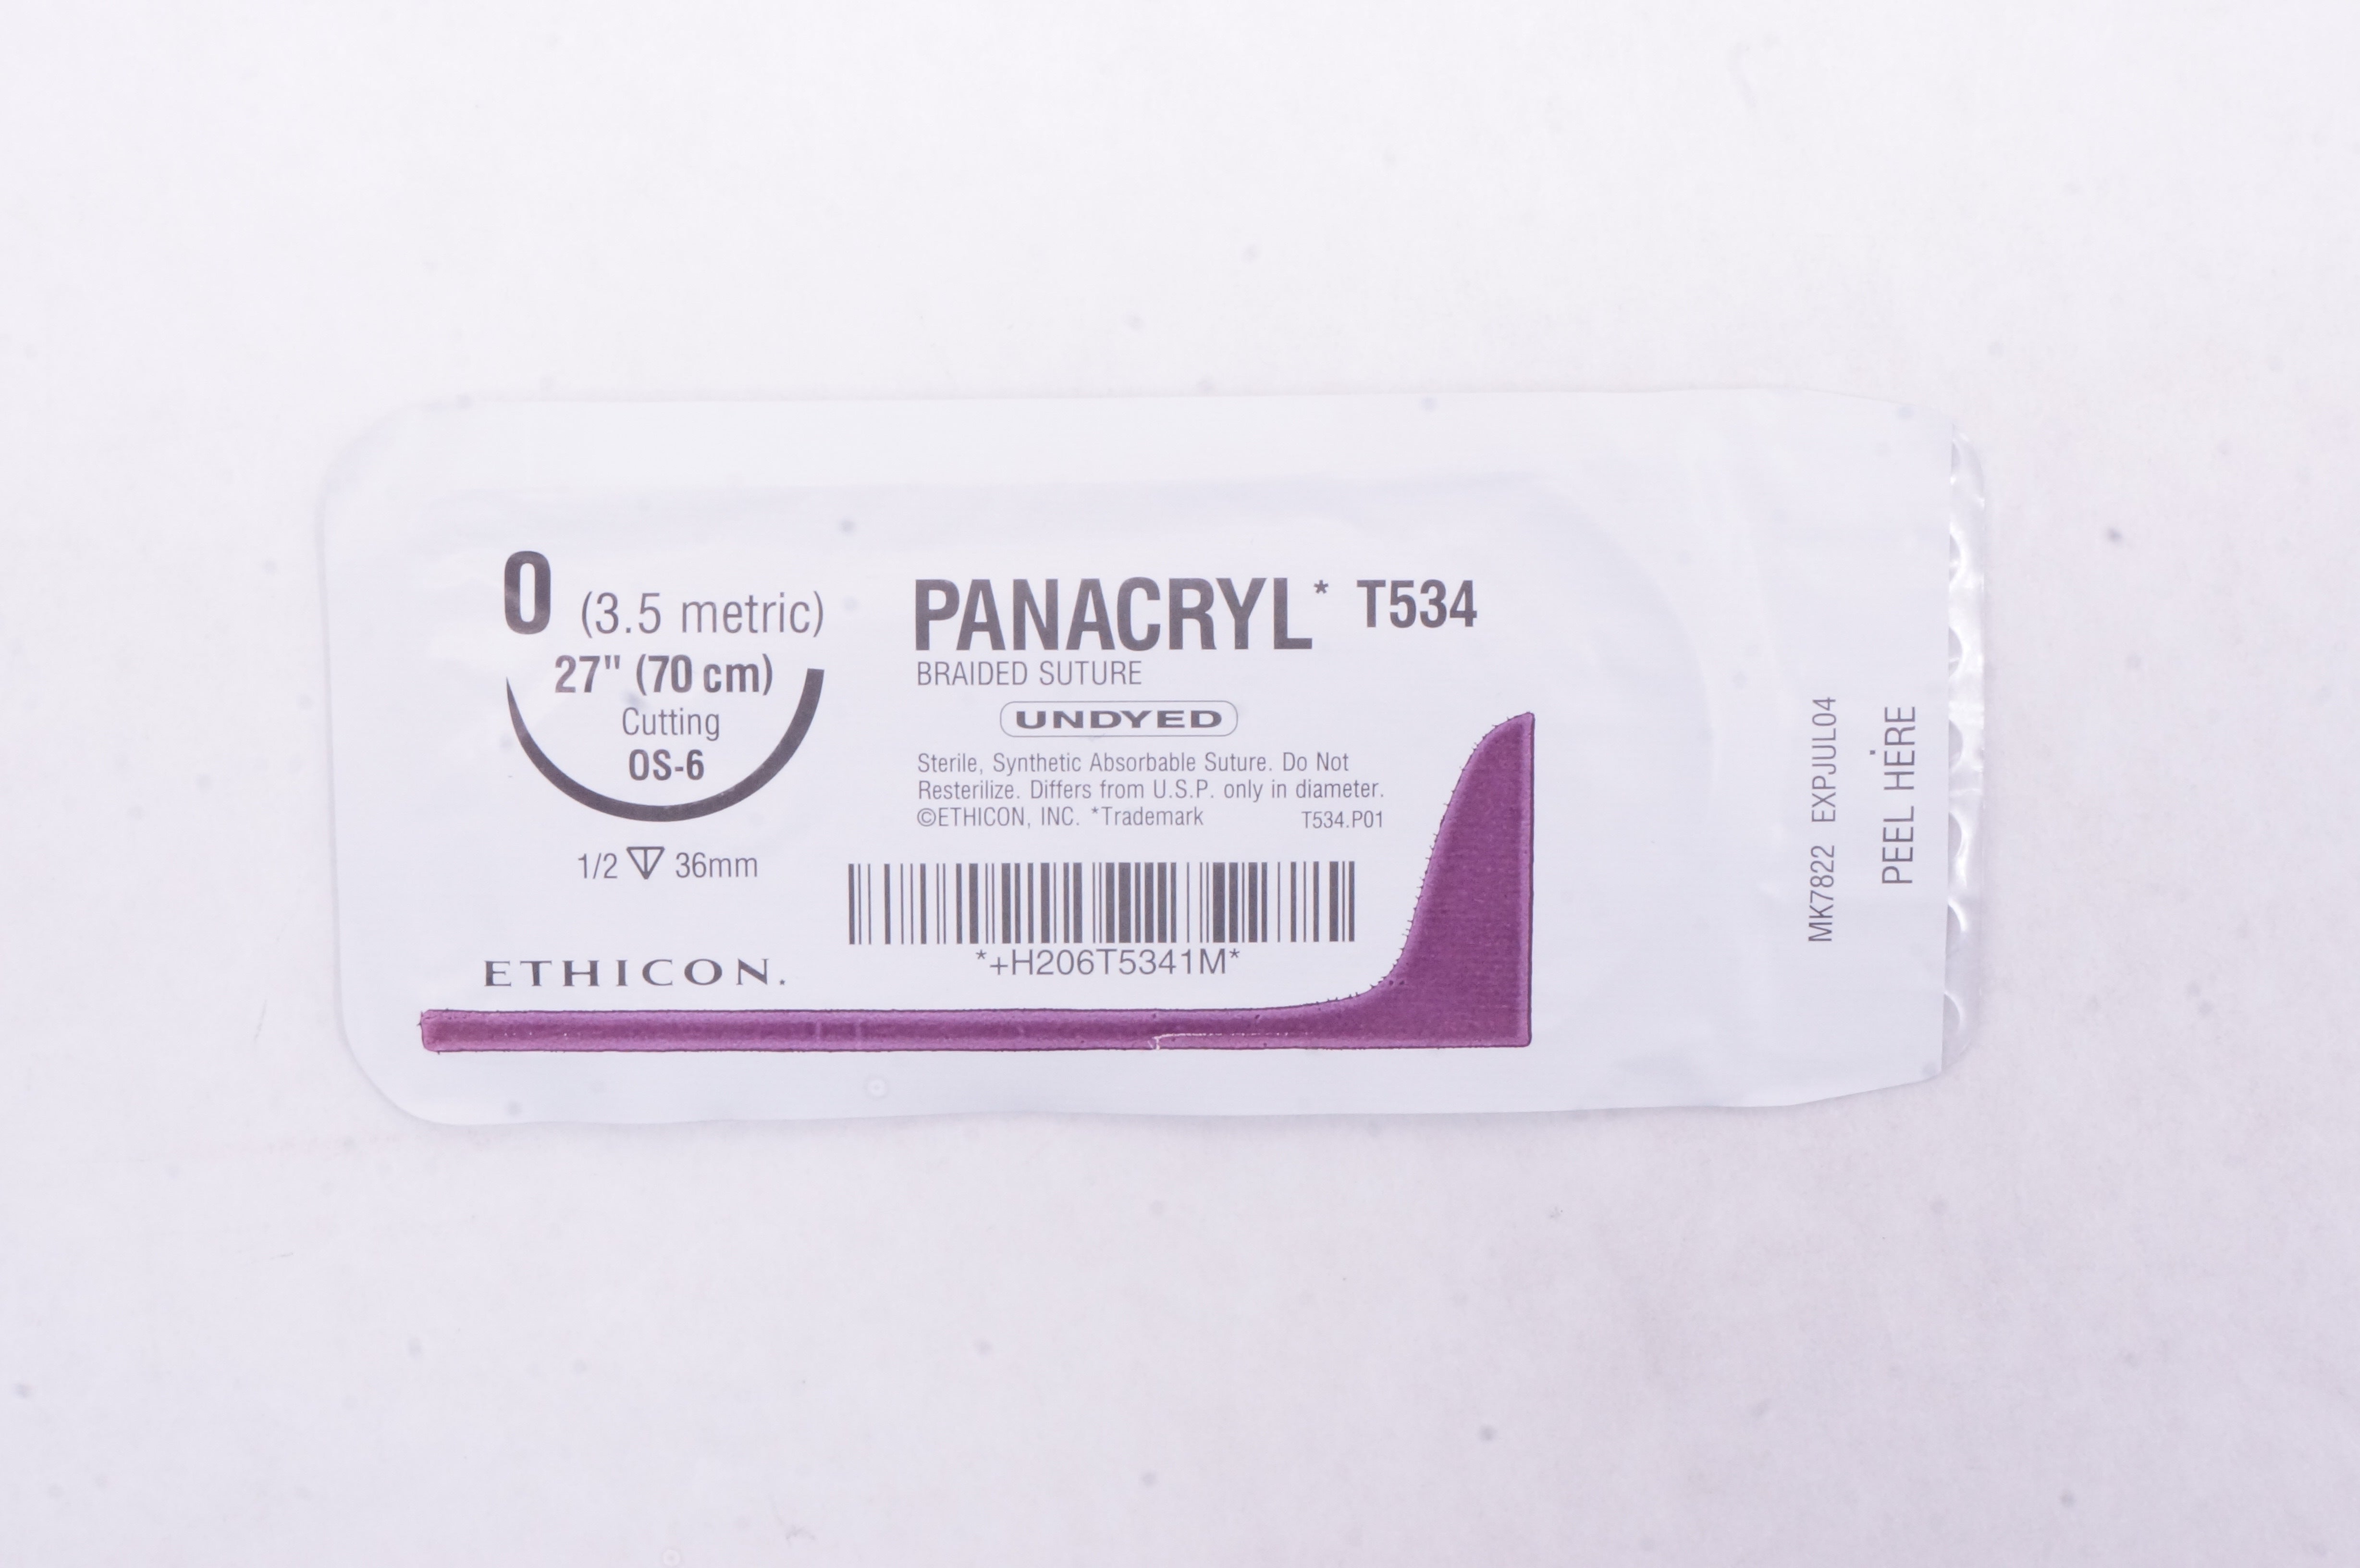 0 (3.5 metric)
27" (70 cm)
Cutting
OS-6
1/2 36mm
ETHICON.
PANACRYL* T534
BRAIDED SUTURE
UNDYED
Sterile, Synthetic Absorbable Suture. Do Not
Resterilize. Differs from U.S.P. only in diameter.
©ETHICON, INC. *Trademark T534.P01
*+H206T5341M*
MK7822 EXPJUL04
PEEL HERE